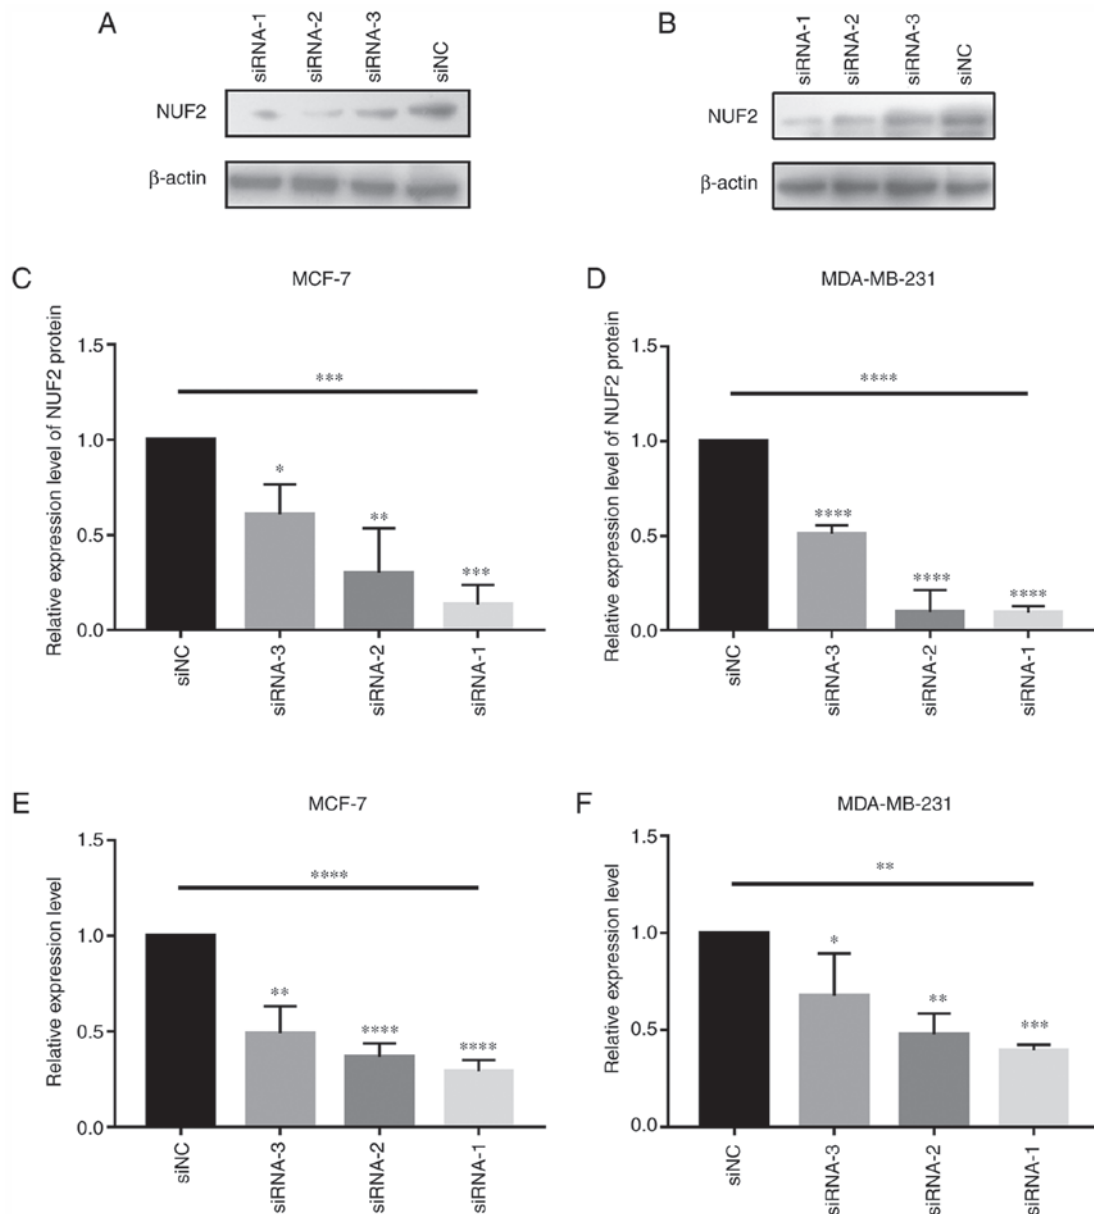 A
siRNA-1
siRNA-2
siRNA-3
siNC
NUF2
β-actin
B
siRNA-1
siRNA-2
siRNA-3
siNC
NUF2
β-actin
C
MCF-7
Relative expression level of NUF2 protein
1.5
1.0
0.5
0.0
***
*
**
***
siNC
siRNA-3
siRNA-2
siRNA-1
D
MDA-MB-231
Relative expression level of NUF2 protein
1.5
1.0
0.5
0.0
****
****
****
****
siNC
siRNA-3
siRNA-2
siRNA-1
E
MCF-7
Relative expression level
1.5
1.0
0.5
0.0
****
**
****
****
siNC
siRNA-3
siRNA-2
siRNA-1
F
MDA-MB-231
Relative expression level
1.5
1.0
0.5
0.0
**
*
**
***
siNC
siRNA-3
siRNA-2
siRNA-1